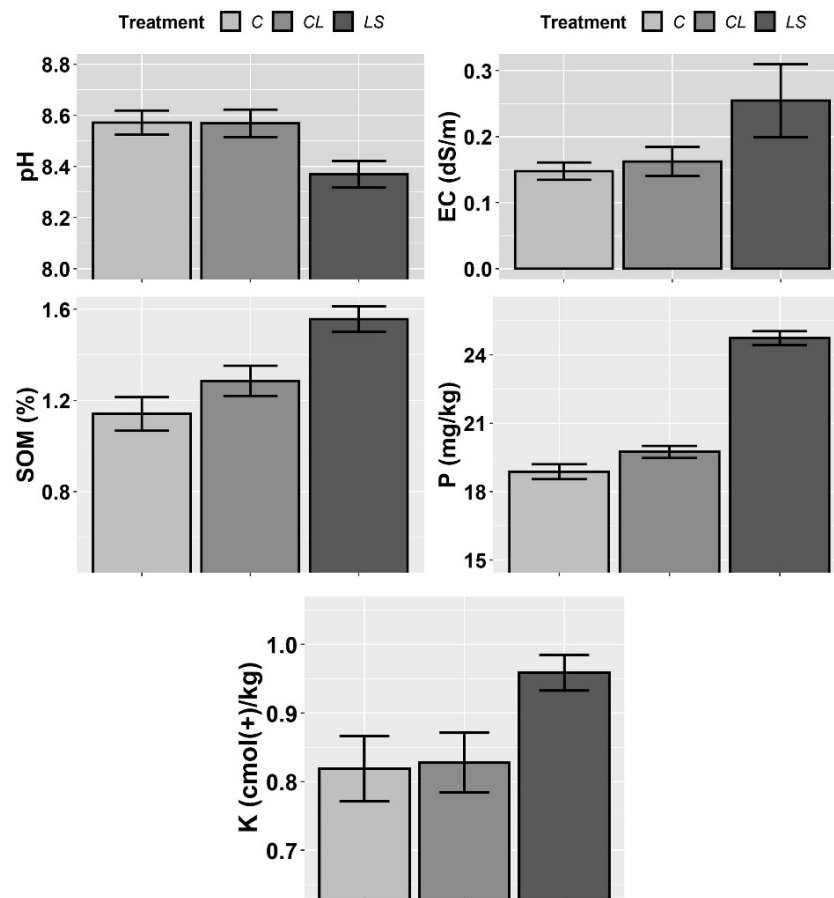 Treatment C CL LS
Treatment C CL LS
pH
8.8
8.6
8.4
8.2
8.0
EC (dS/m)
0.3
0.2
0.1
0.0
SOM (%)
1.6
1.2
0.8
P (mg/kg)
24
21
18
15
K (cmol(+)/kg)
1.0
0.9
0.8
0.7